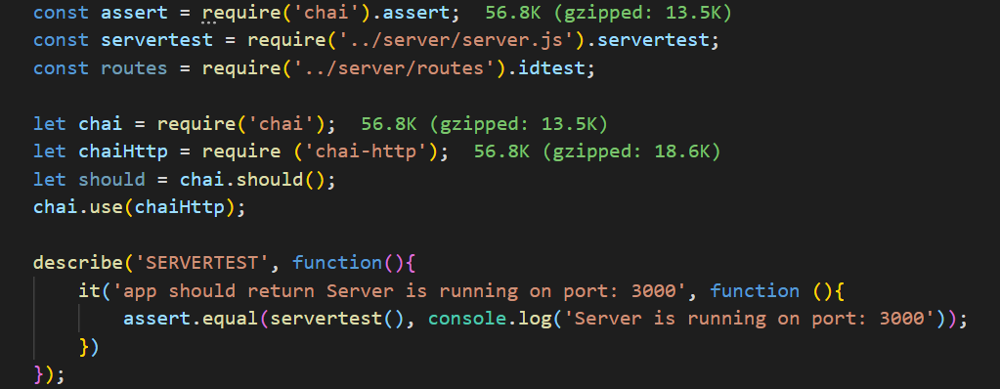 const assert = require('chai').assert;  56.8K (gzipped: 13.5K)
const servertest = require('../server/server.js').servertest;
const routes = require('../server/routes').idtest;
let chai = require('chai');  56.8K (gzipped: 13.5K)
let chaiHttp = require ('chai-http');  56.8K (gzipped: 18.6K)
let should = chai.should();
chai.use(chaiHttp);
describe('SERVERTEST', function(){
    it('app should return Server is running on port: 3000', function (){
        assert.equal(servertest(), console.log('Server is running on port: 3000'));
    })
});